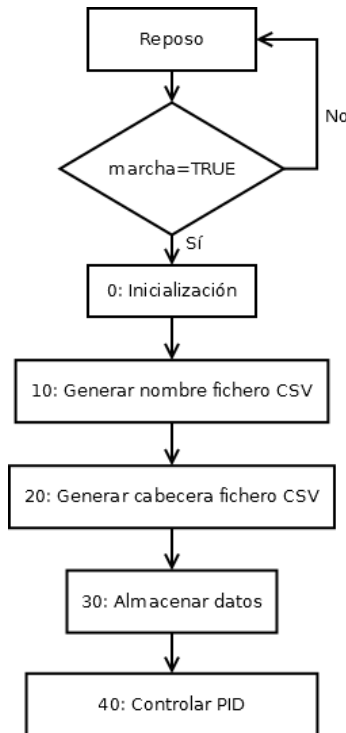 Reposo
marcha=TRUE
No
Sí
0: Inicialización
10: Generar nombre fichero CSV
20: Generar cabecera fichero CSV
30: Almacenar datos
40: Controlar PID